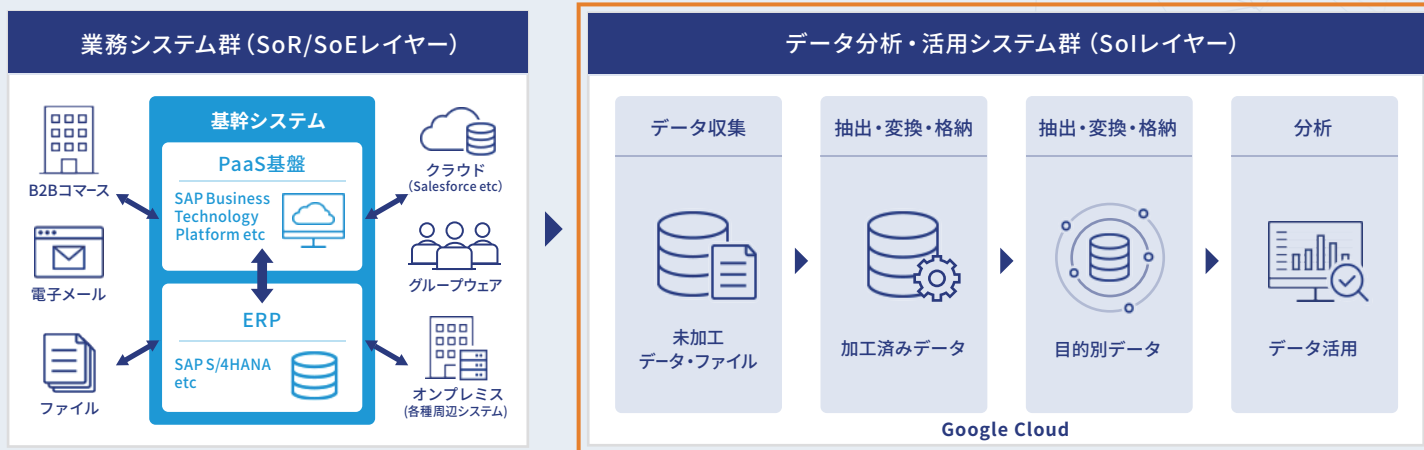 業務システム群（SoR/SoEレイヤー）
B2Bコマース
電子メール
ファイル
基幹システム
PaaS基盤
SAP Business
Technology
Platform etc
ERP
SAP S/4HANA
etc
クラウド
（Salesforce etc）
グループウェア
オンプレミス
（各種周辺システム）
データ分析・活用システム群（SoIレイヤー）
データ収集
未加工
データ・ファイル
抽出・変換・格納
加工済みデータ
抽出・変換・格納
目的別データ
分析
データ活用
Google Cloud